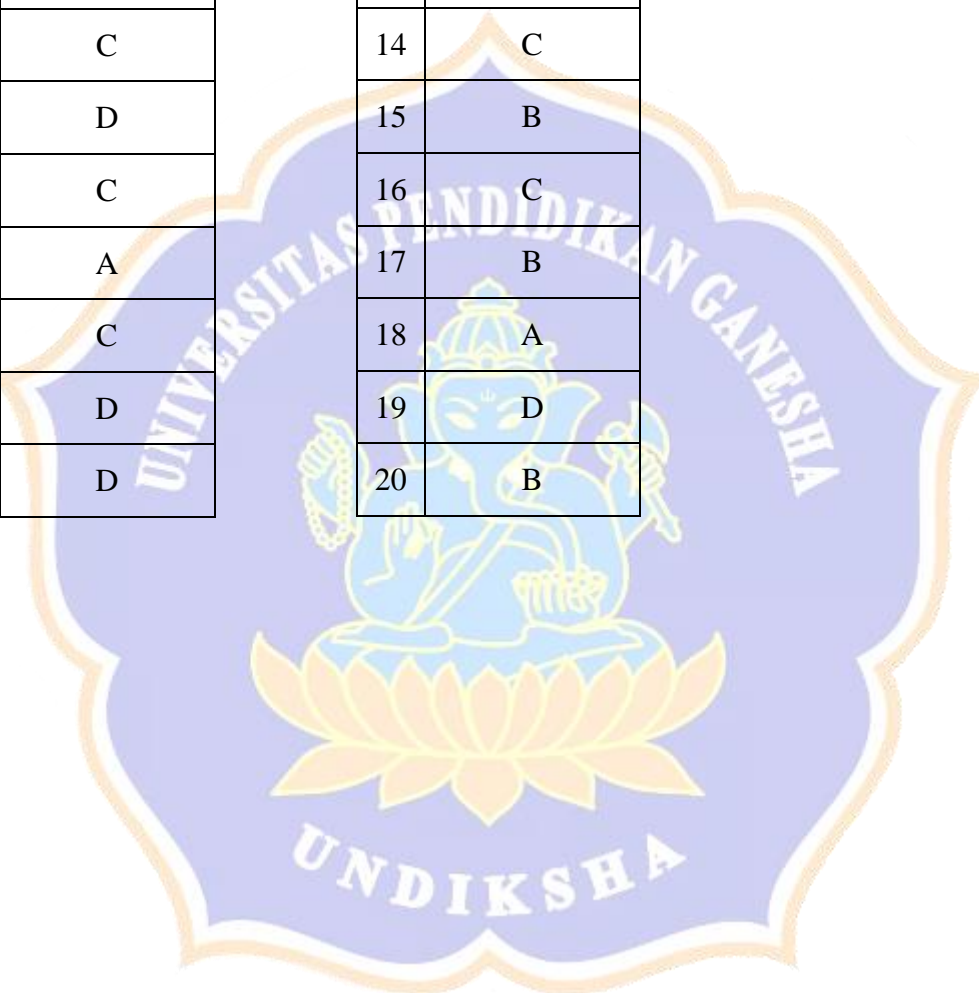 C 14 C
D 15 B
C 16 C
A 17 B
C 18 A
D 19 D
D 20 B
UNIVERSITAS PENDIDIKAN GANESHA
UNDIKSHA